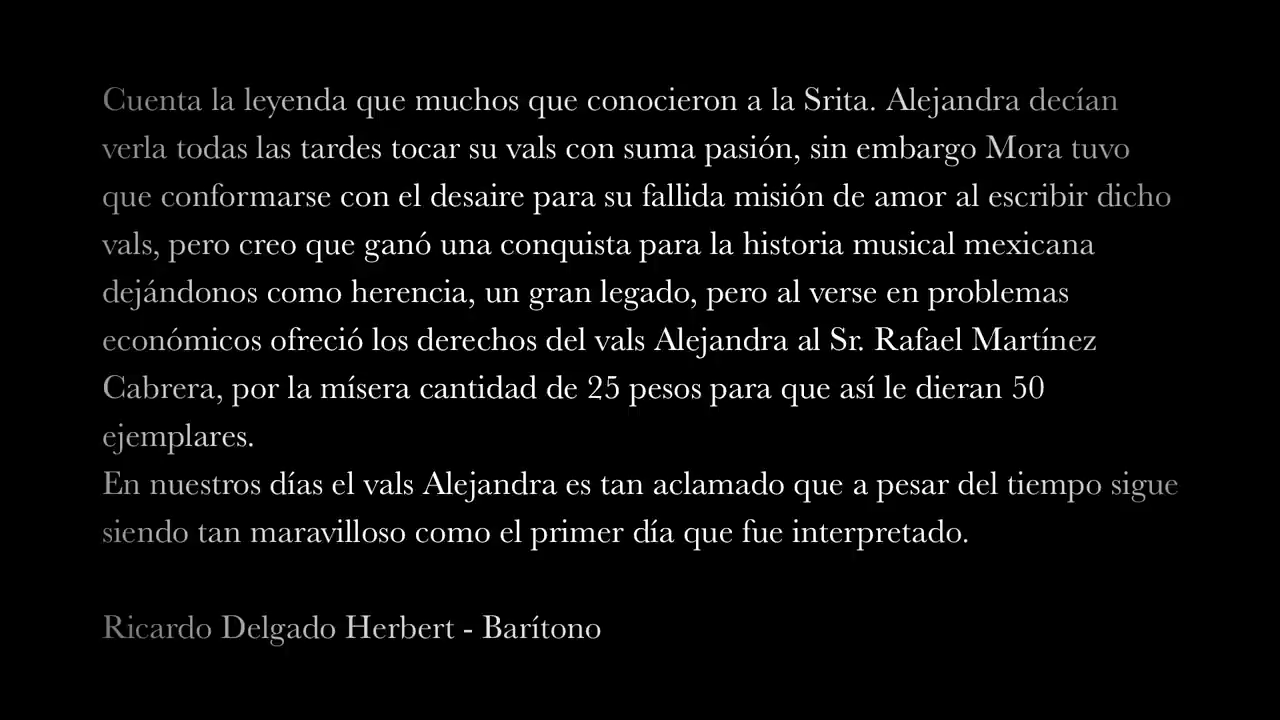 Cuenta la leyenda que muchos que conocieron a la Srita. Alejandra decían
verla todas las tardes tocar su vals con suma pasión, sin embargo Mora tuvo
que conformarse con el desaire para su fallida misión de amor al escribir dicho
vals, pero creo que ganó una conquista para la historia musical mexicana
dejándonos como herencia, un gran legado, pero al verse en problemas
económicos ofreció los derechos del vals Alejandra al Sr. Rafael Martínez
Cabrera, por la mísera cantidad de 25 pesos para que así le dieran 50
ejemplares.
En nuestros días el vals Alejandra es tan aclamado que a pesar del tiempo sigue
siendo tan maravilloso como el primer día que fue interpretado.
Ricardo Delgado Herbert - Barítono